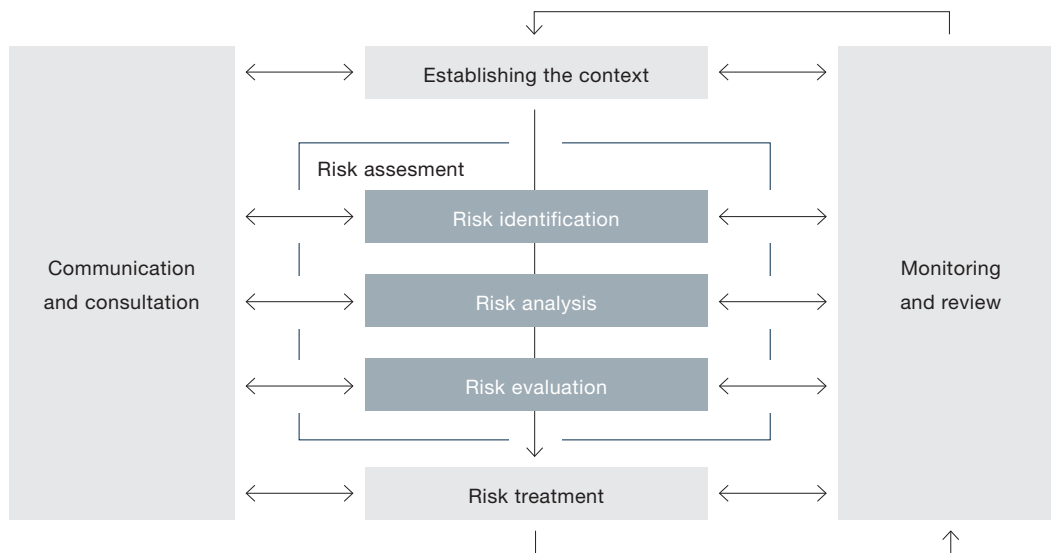 Establishing the context
Risk assesment
Risk identification
Communication
and consultation
Monitoring
and review
Risk analysis
Risk evaluation
Risk treatment